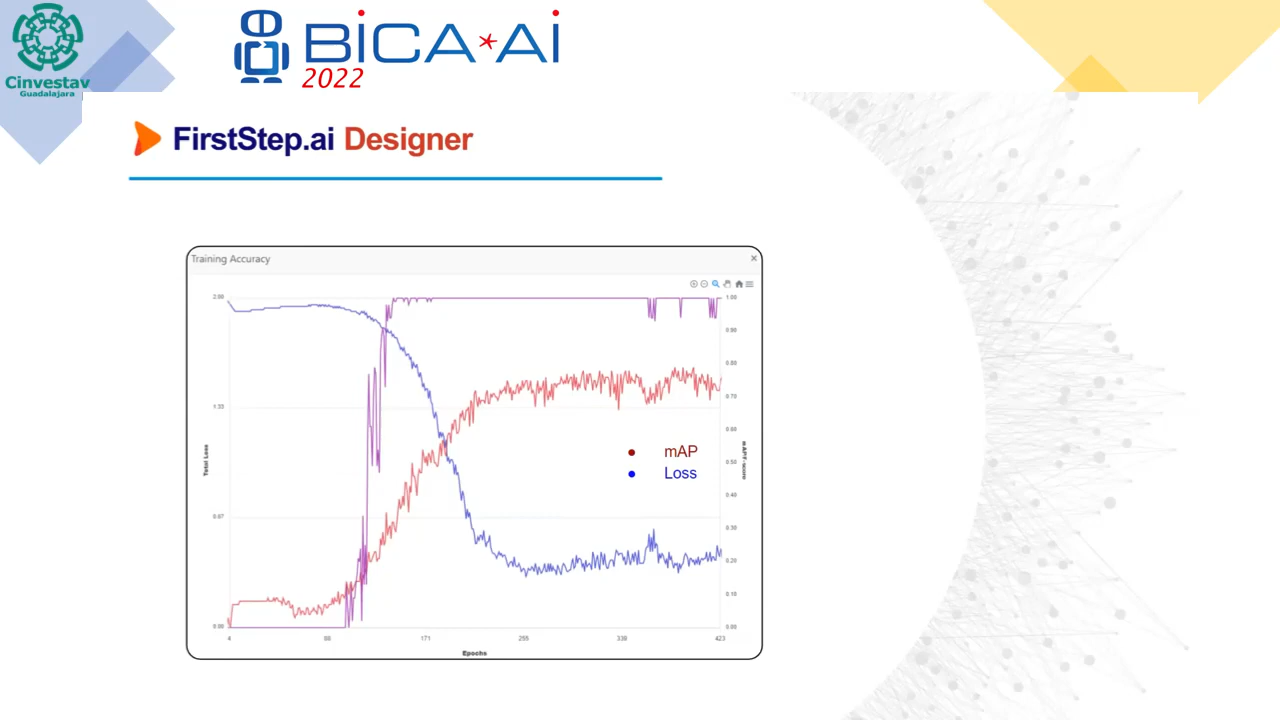 Cinvestav
Guadalajara
BiCA*Ai
2022
FirstStep.ai Designer
Training Accuracy
2.00
1.33
0.67
0.00
Total Loss
1.00
0.90
0.80
0.70
0.60
0.50
0.40
0.30
0.20
0.10
0.00
mAP
Loss
4
88
171
255
339
423
Epochs